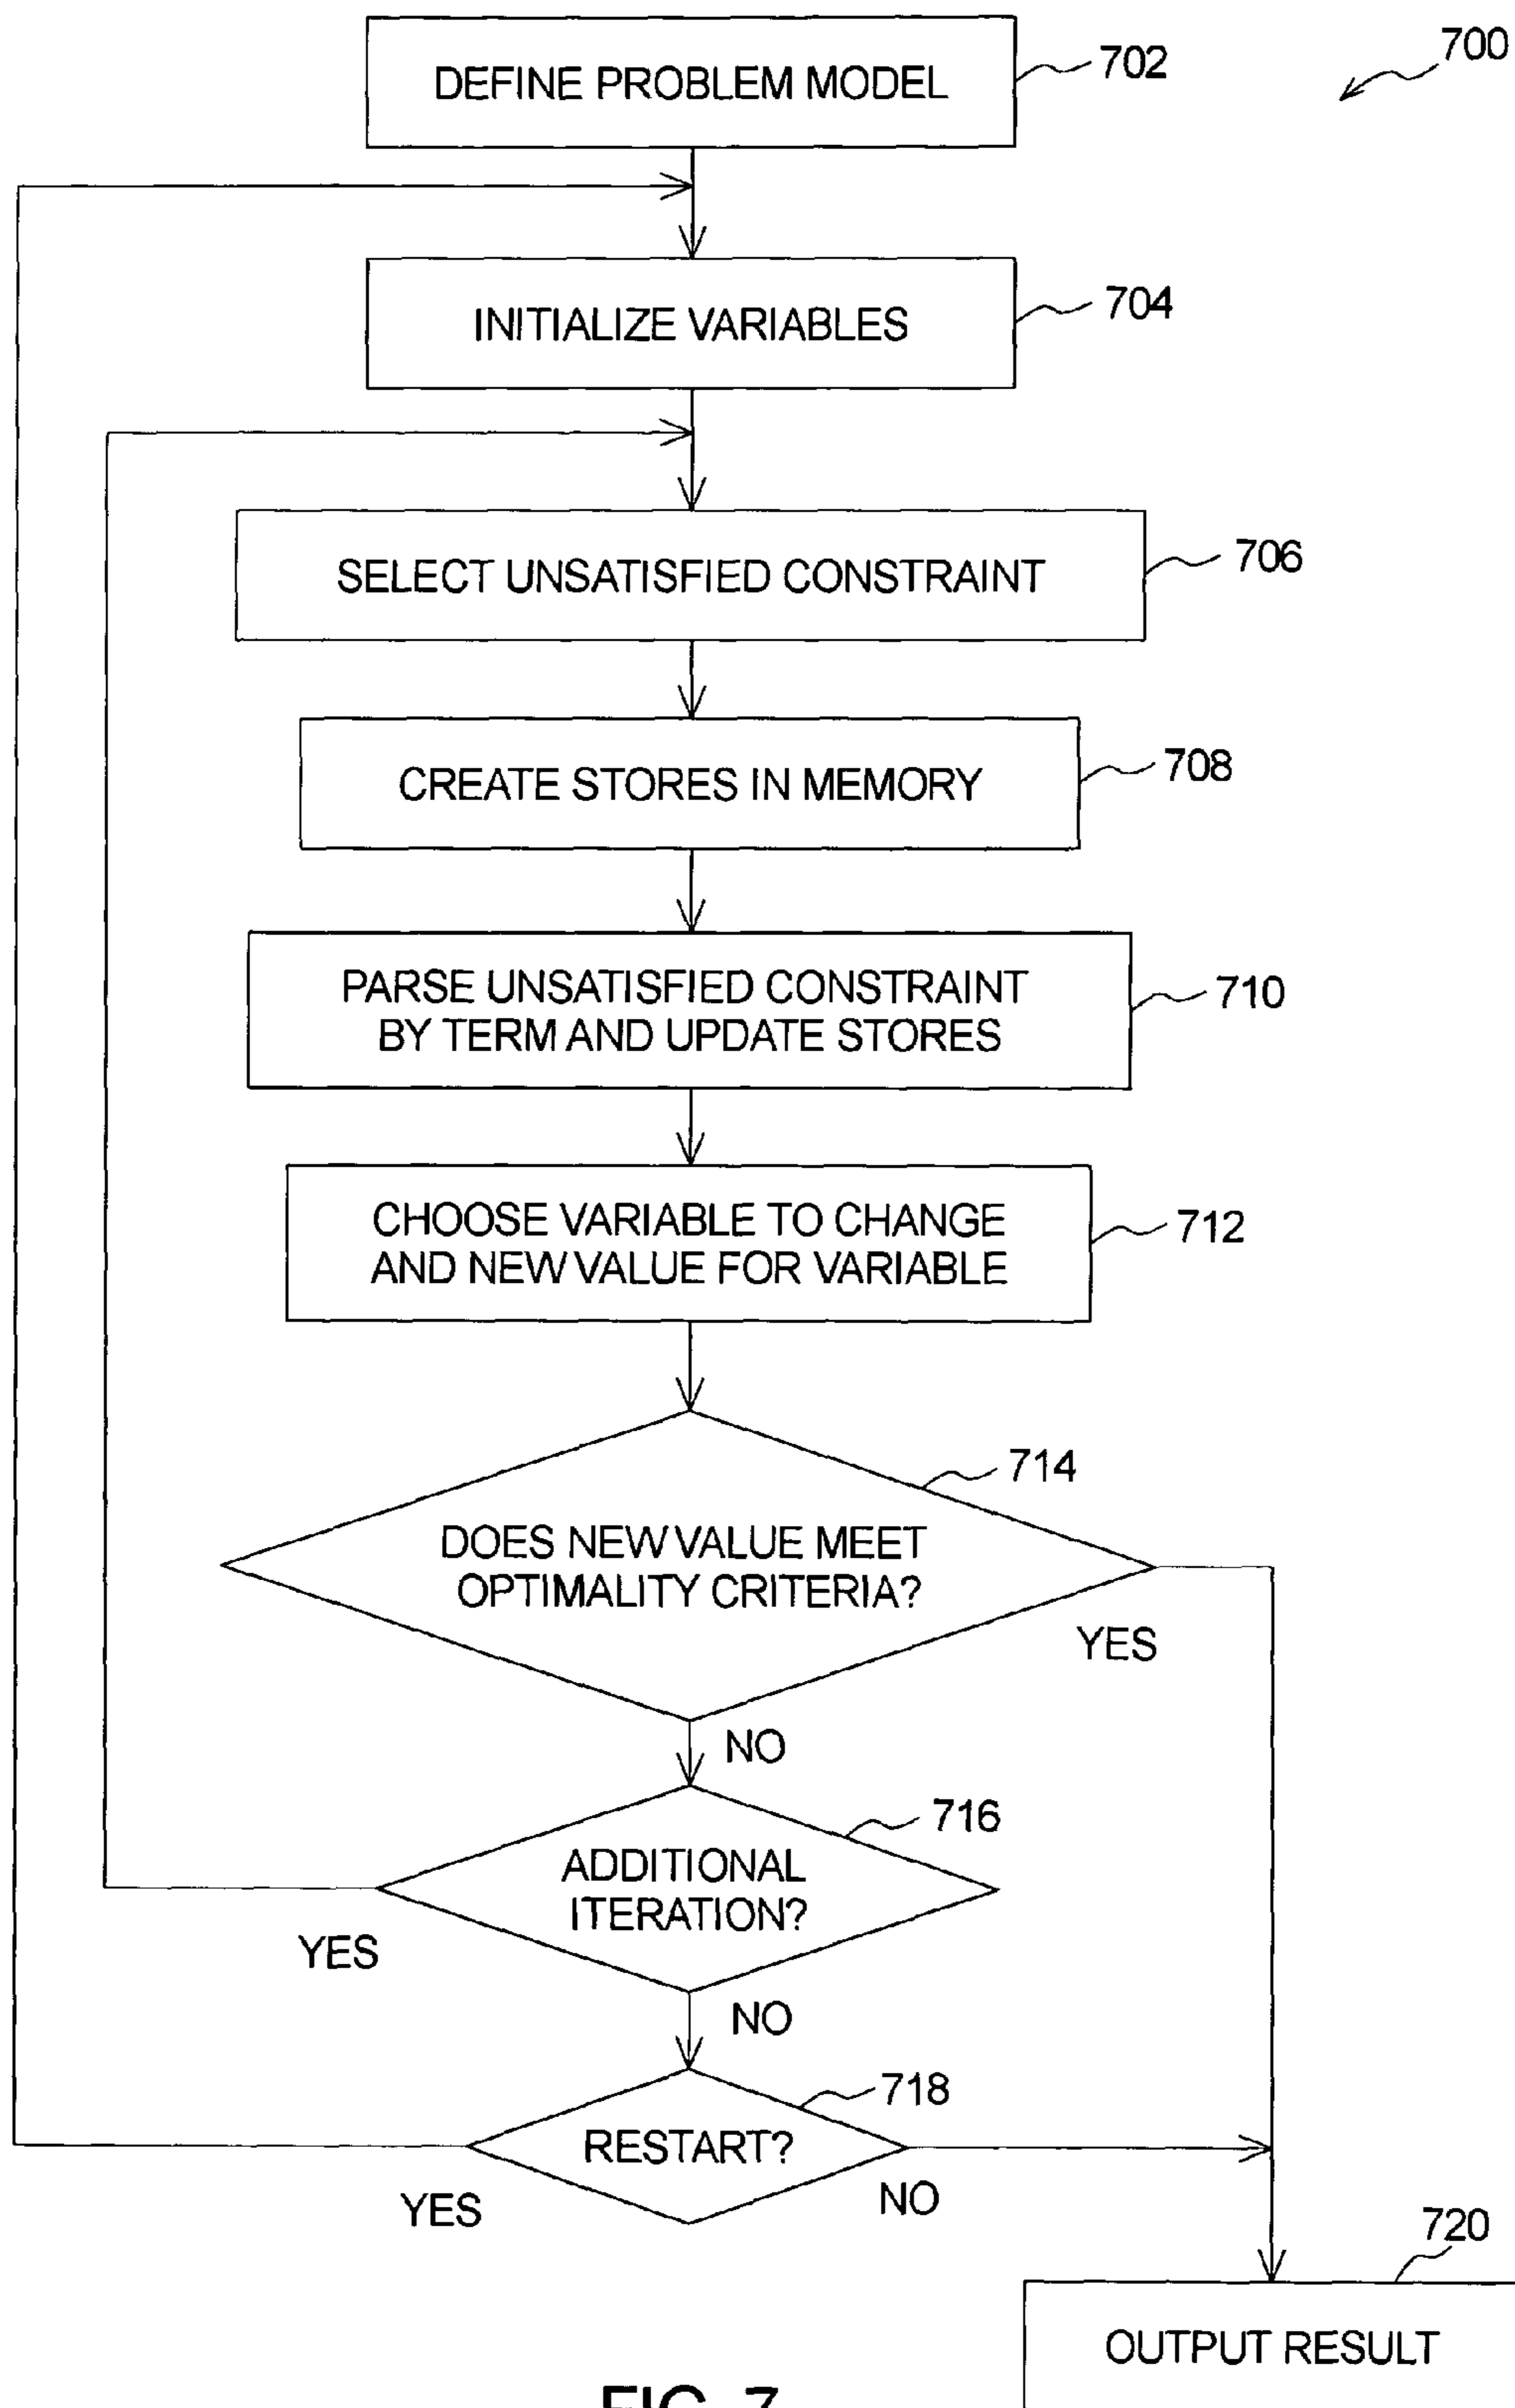 700
DEFINE PROBLEM MODEL
702
INITIALIZE VARIABLES
704
SELECT UNSATISFIED CONSTRAINT
706
CREATE STORES IN MEMORY
708
PARSE UNSATISFIED CONSTRAINT
BY TERM AND UPDATE STORES
710
CHOOSE VARIABLE TO CHANGE
AND NEW VALUE FOR VARIABLE
712
714
DOES NEW VALUE MEET
OPTIMALITY CRITERIA?
YES
NO
716
ADDITIONAL
ITERATION?
YES
NO
718
RESTART?
YES
NO
720
OUTPUT RESULT
FIG. 7